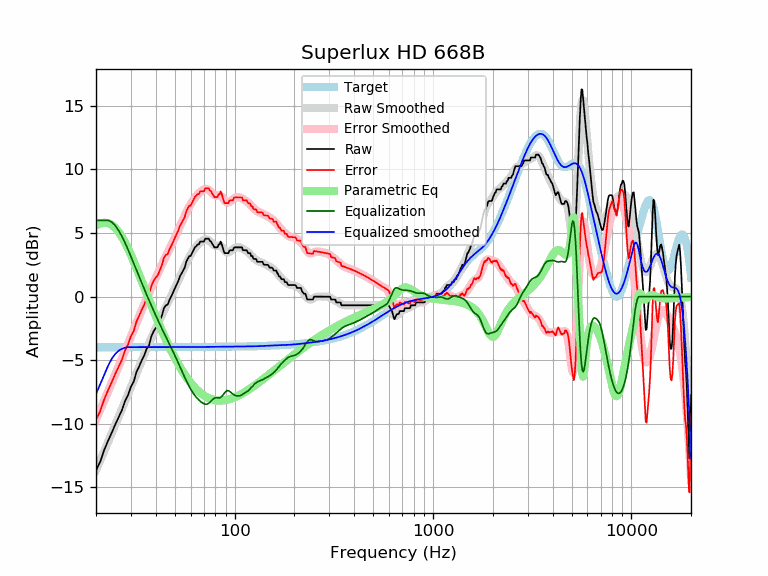 Superlux HD 668B
Target
Raw Smoothed
Error Smoothed
Raw
Error
Parametric Eq
Equalization
Equalized smoothed
15
10
5
0
−5
−10
−15
Amplitude (dBr)
100 1000 10000
Frequency (Hz)